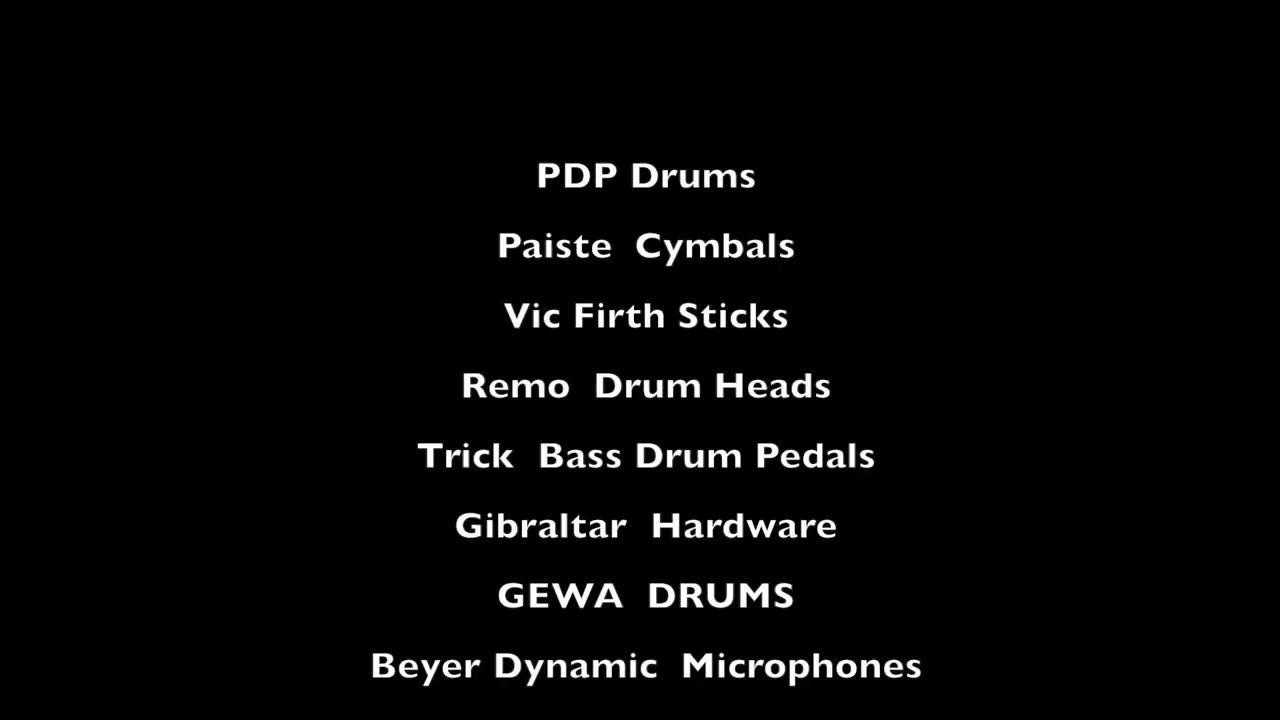 PDP Drums
Paiste  Cymbals
Vic Firth Sticks
Remo  Drum Heads
Trick  Bass Drum Pedals
Gibraltar  Hardware
GEWA  DRUMS
Beyer Dynamic  Microphones